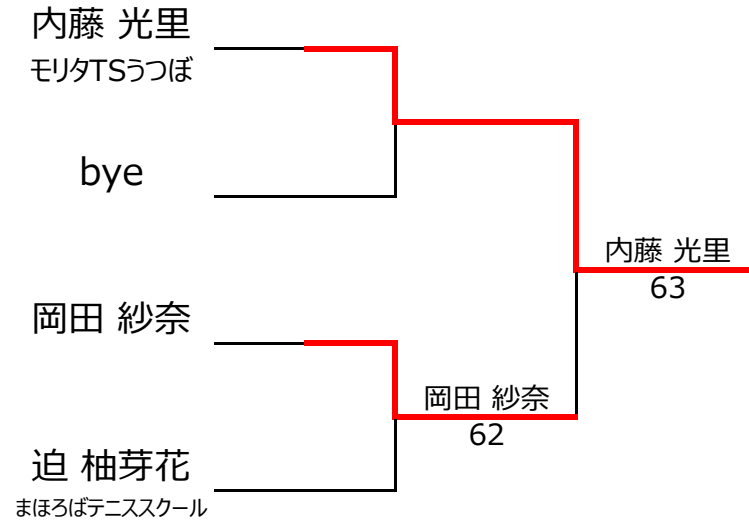 内藤 光里
モリタTSうつぼ
bye
内藤 光里
63
岡田 紗奈
岡田 紗奈
62
迫 柚芽花
まほろばテニススクール